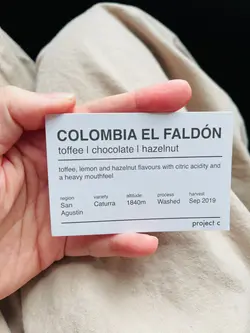 COLOMBIA EL FALDÓN
toffee | chocolate | hazelnut
toffee, lemon and hazelnut flavours with citric acidity and
a heavy mouthfeel
region variety altitude process harvest
San Caturra 1840m Washed Sep 2019
Agustin
project c